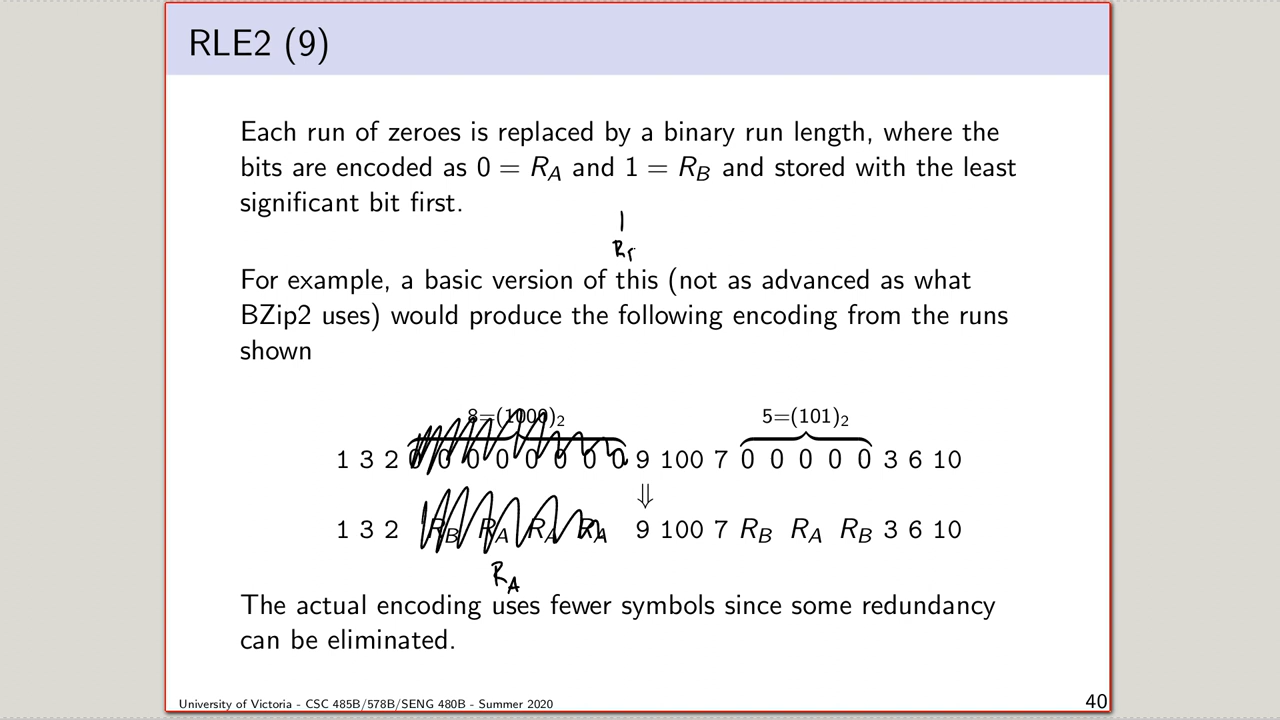 RLE2 (9)
Each run of zeroes is replaced by a binary run length, where the
bits are encoded as 0 = R_A and 1 = R_B and stored with the least
significant bit first.
1
For example, a basic version of this (not as advanced as what
BZip2 uses) would produce the following encoding from the runs
shown
8=(1000)₂ 5=(101)₂
1 3 2 0 0 0 0 0 0 0 0 9 100 7 0 0 0 0 0 3 6 10
⇓
1 3 2 R_B R_A R_A R_A 9 100 7 R_B R_A R_B 3 6 10
R_A
The actual encoding uses fewer symbols since some redundancy
can be eliminated.
University of Victoria - CSC 485B/578B/SENG 480B - Summer 2020
40